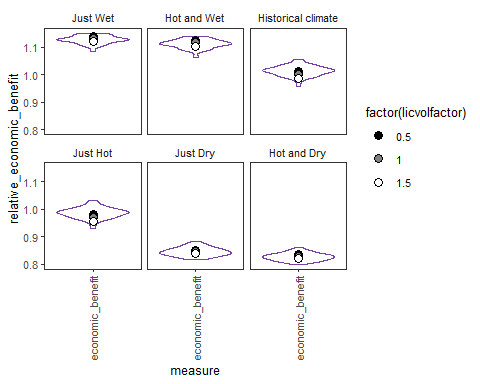 Just Wet
Hot and Wet
Historical climate
1.1
1.0
0.9
0.8
Just Hot
Just Dry
Hot and Dry
1.1
1.0
0.9
0.8
relative_economic_benefit
economic_benefit
economic_benefit
economic_benefit
measure
factor(licvolfactor)
0.5
1
1.5